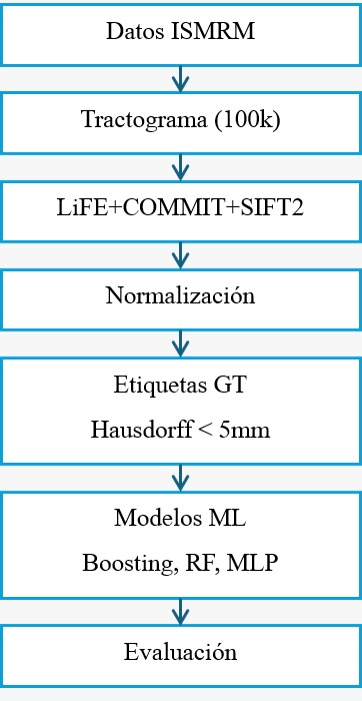 Datos ISMRM
Tractograma (100k)
LiFE+COMMIT+SIFT2
Normalización
Etiquetas GT
Hausdorff < 5mm
Modelos ML
Boosting, RF, MLP
Evaluación